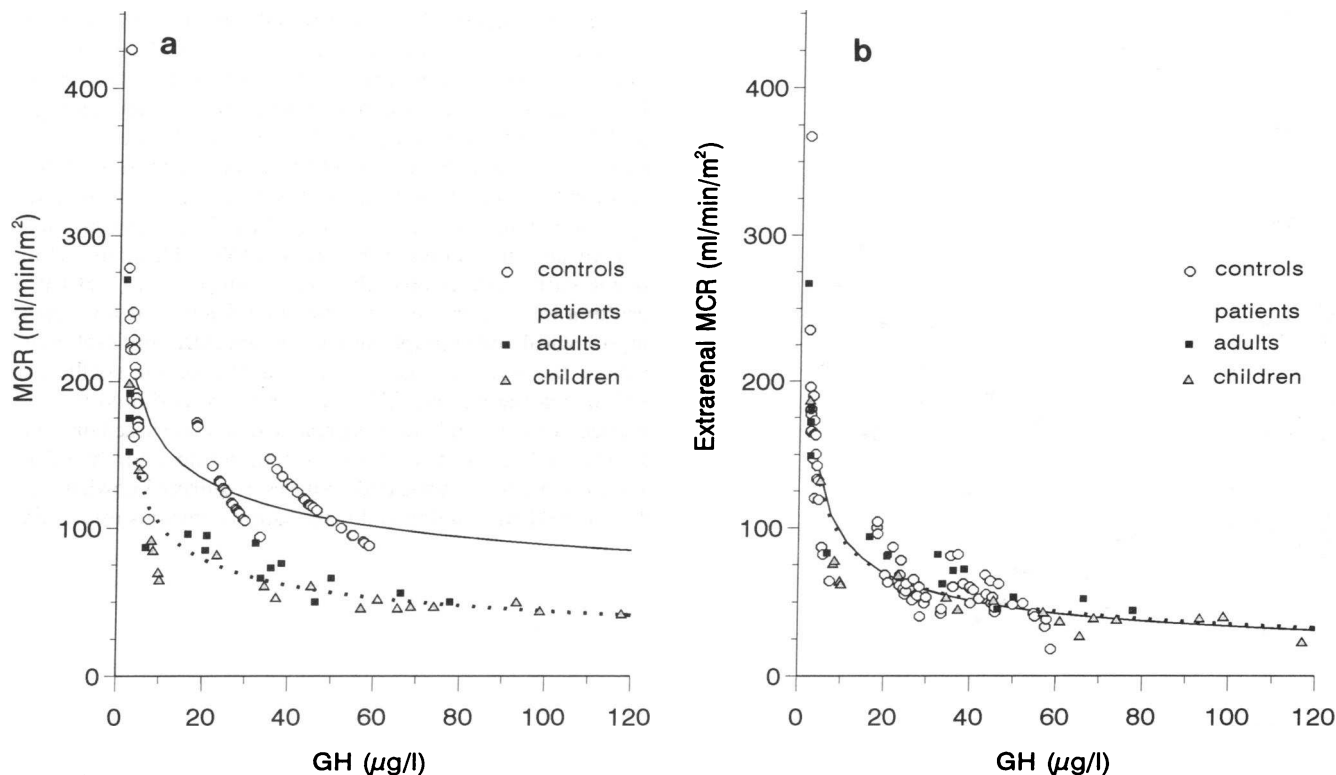 a
400
300
200
100
0
MCR (ml/min/m²)
○ controls
patients
■ adults
△ children
0 20 40 60 80 100 120
GH (µg/l)
b
400
300
200
100
0
Extrarenal MCR (ml/min/m²)
○ controls
patients
■ adults
△ children
0 20 40 60 80 100 120
GH (µg/l)